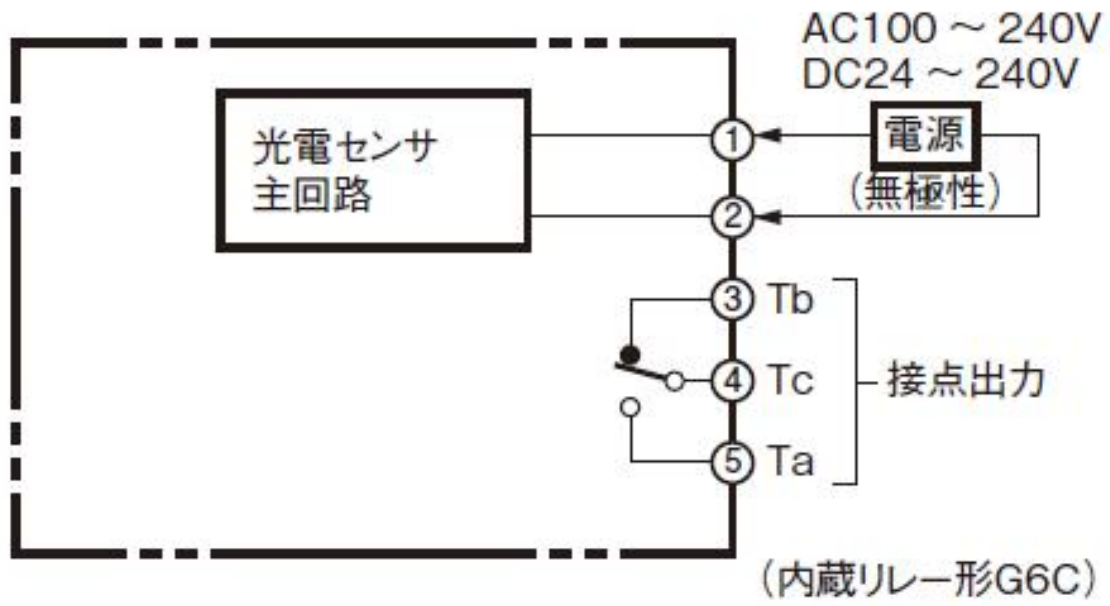 AC100 ～ 240V
DC24 ～ 240V
光電センサ
主回路
①
電源
(無極性)
②
③ Tb
④ Tc
接点出力
⑤ Ta
(内蔵リレー形G6C)